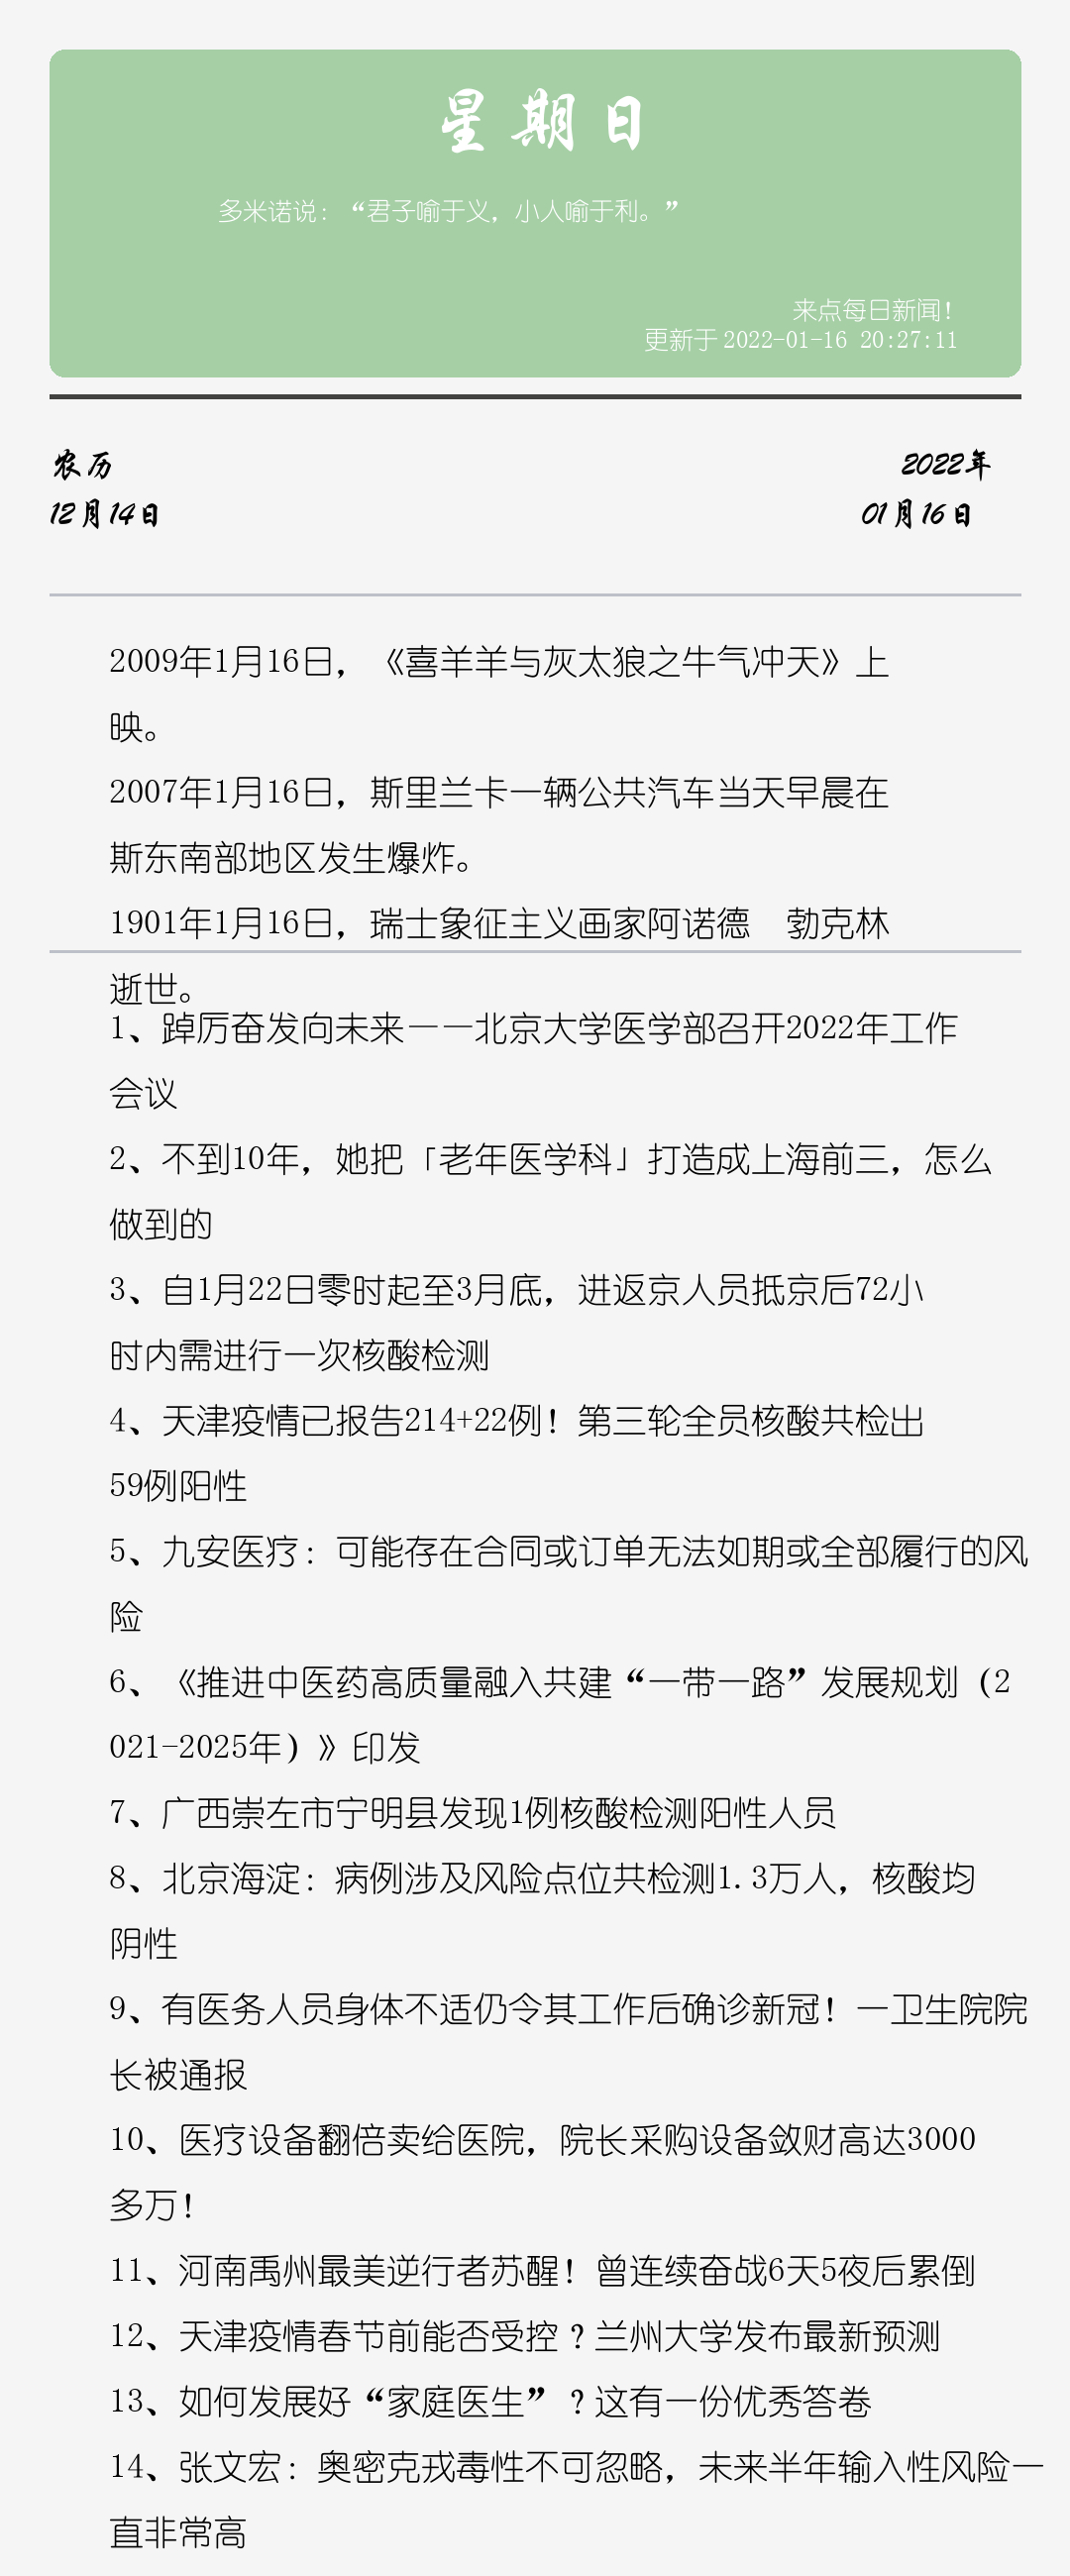 星期日
多米诺说：“君子喻于义，小人喻于利。”
来点每日新闻！
更新于 2022-01-16 20:27:11
农历
2022年
12月14日
01月16日
2009年1月16日，《喜羊羊与灰太狼之牛气冲天》上
映。
2007年1月16日，斯里兰卡一辆公共汽车当天早晨在
斯东南部地区发生爆炸。
1901年1月16日，瑞士象征主义画家阿诺德　勃克林
逝世。
1、踔厉奋发向未来——北京大学医学部召开2022年工作
会议
2、不到10年，她把「老年医学科」打造成上海前三，怎么
做到的
3、自1月22日零时起至3月底，进返京人员抵京后72小
时内需进行一次核酸检测
4、天津疫情已报告214+22例！第三轮全员核酸共检出
59例阳性
5、九安医疗：可能存在合同或订单无法如期或全部履行的风
险
6、《推进中医药高质量融入共建“一带一路”发展规划（2
021-2025年）》印发
7、广西崇左市宁明县发现1例核酸检测阳性人员
8、北京海淀：病例涉及风险点位共检测1.3万人，核酸均
阴性
9、有医务人员身体不适仍令其工作后确诊新冠！一卫生院院
长被通报
10、医疗设备翻倍卖给医院，院长采购设备敛财高达3000
多万！
11、河南禹州最美逆行者苏醒！曾连续奋战6天5夜后累倒
12、天津疫情春节前能否受控？兰州大学发布最新预测
13、如何发展好“家庭医生”？这有一份优秀答卷
14、张文宏：奥密克戎毒性不可忽略，未来半年输入性风险一
直非常高